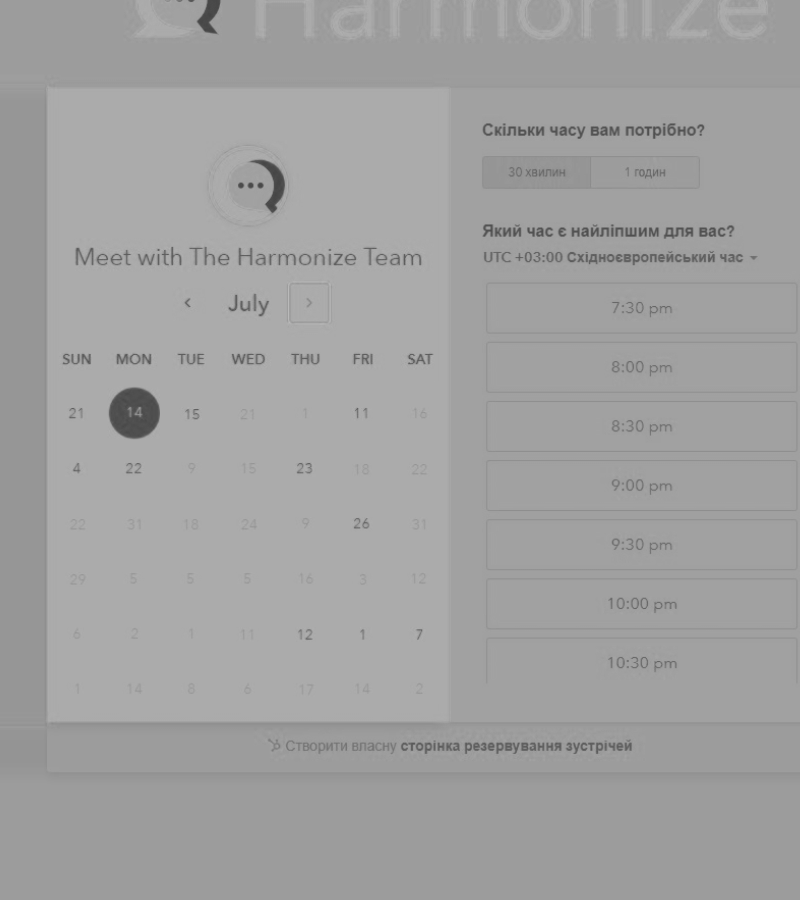 Harmonize
Meet with The Harmonize Team
July
SUN MON TUE WED THU FRI SAT
21 14 15 21 1 11 16
4 22 9 15 23 18 22
22 31 18 24 9 26 31
29 5 5 5 16 3 12
6 2 1 11 12 1 7
1 14 8 6 17 14 2
Скільки часу вам потрібно?
30 хвилин 1 годин
Який час є найліпшим для вас?
UTC +03:00 Східноєвропейський час
7:30 pm
8:00 pm
8:30 pm
9:00 pm
9:30 pm
10:00 pm
10:30 pm
Створити власну сторінка резервування зустрічей